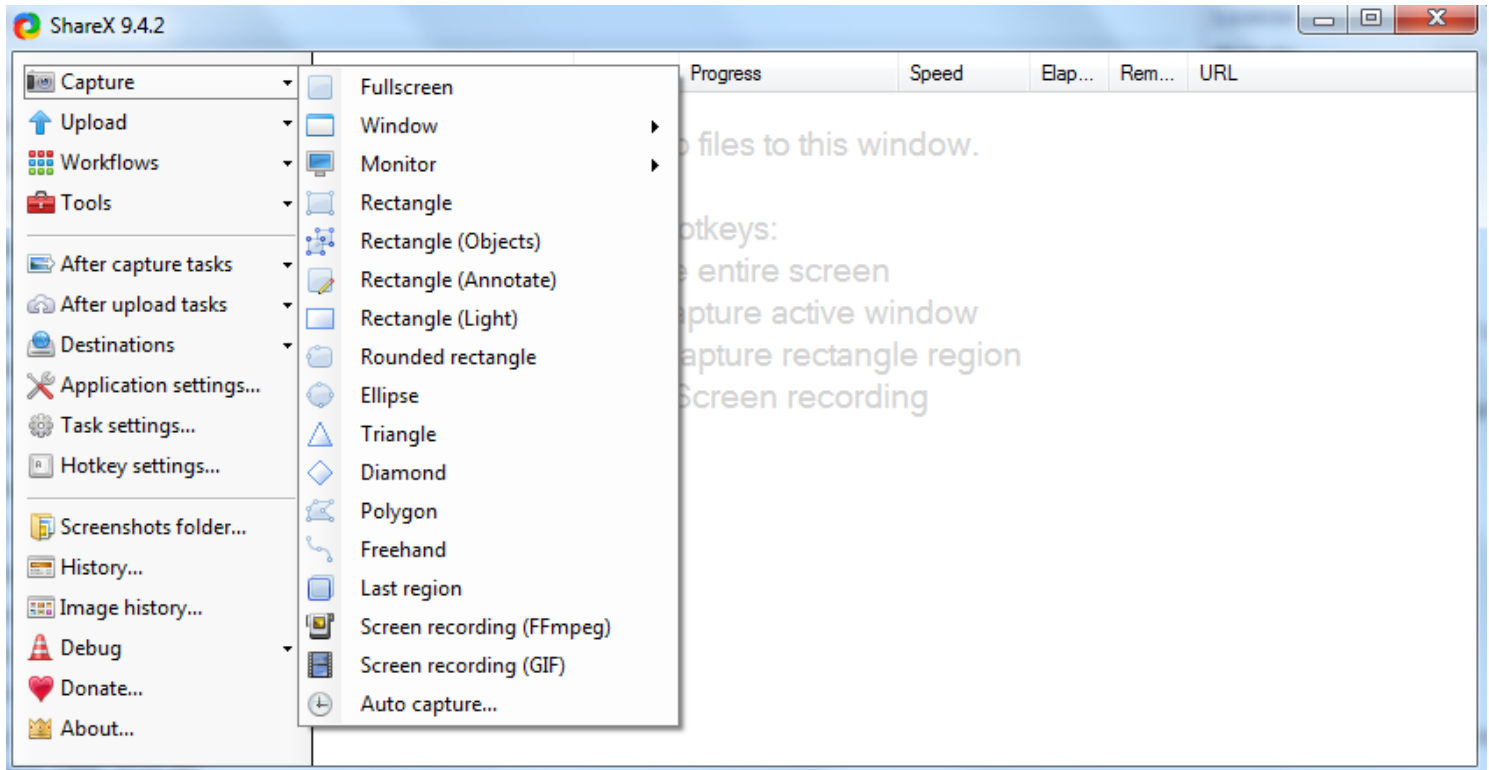 ShareX 9.4.2
Progress Speed Elap... Rem... URL
Capture
Upload
Workflows
Tools
After capture tasks
After upload tasks
Destinations
Application settings...
Task settings...
Hotkey settings...
Screenshots folder...
History...
Image history...
Debug
Donate...
About...
Fullscreen
Window
Monitor
Rectangle
Rectangle (Objects)
Rectangle (Annotate)
Rectangle (Light)
Rounded rectangle
Ellipse
Triangle
Diamond
Polygon
Freehand
Last region
Screen recording (FFmpeg)
Screen recording (GIF)
Auto capture...
files to this window.
otkeys:
entire screen
apture active window
apture rectangle region
Screen recording